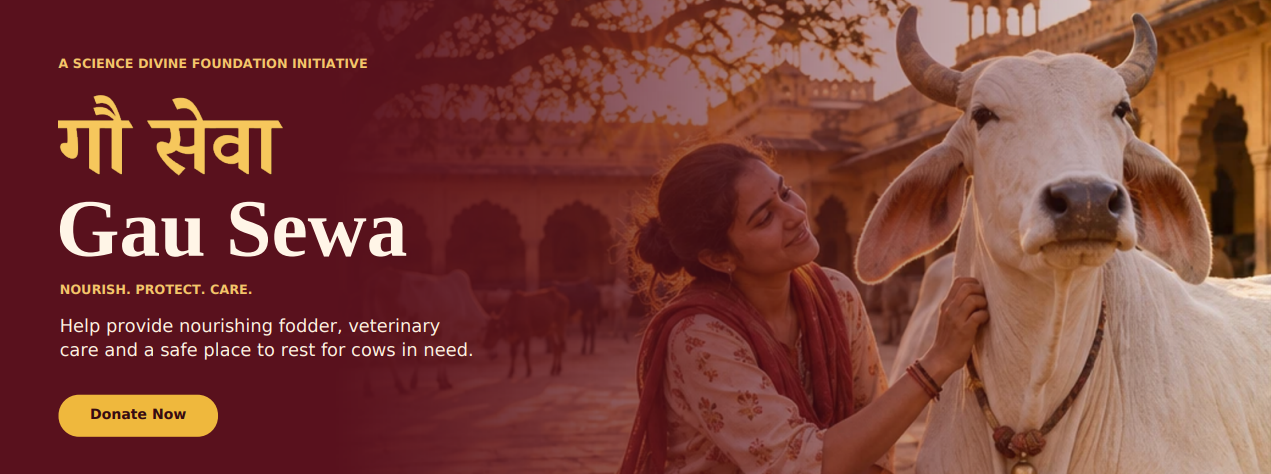 A SCIENCE DIVINE FOUNDATION INITIATIVE
गौ सेवा
Gau Sewa
NOURISH. PROTECT. CARE.
Help provide nourishing fodder, veterinary
care and a safe place to rest for cows in need.
Donate Now